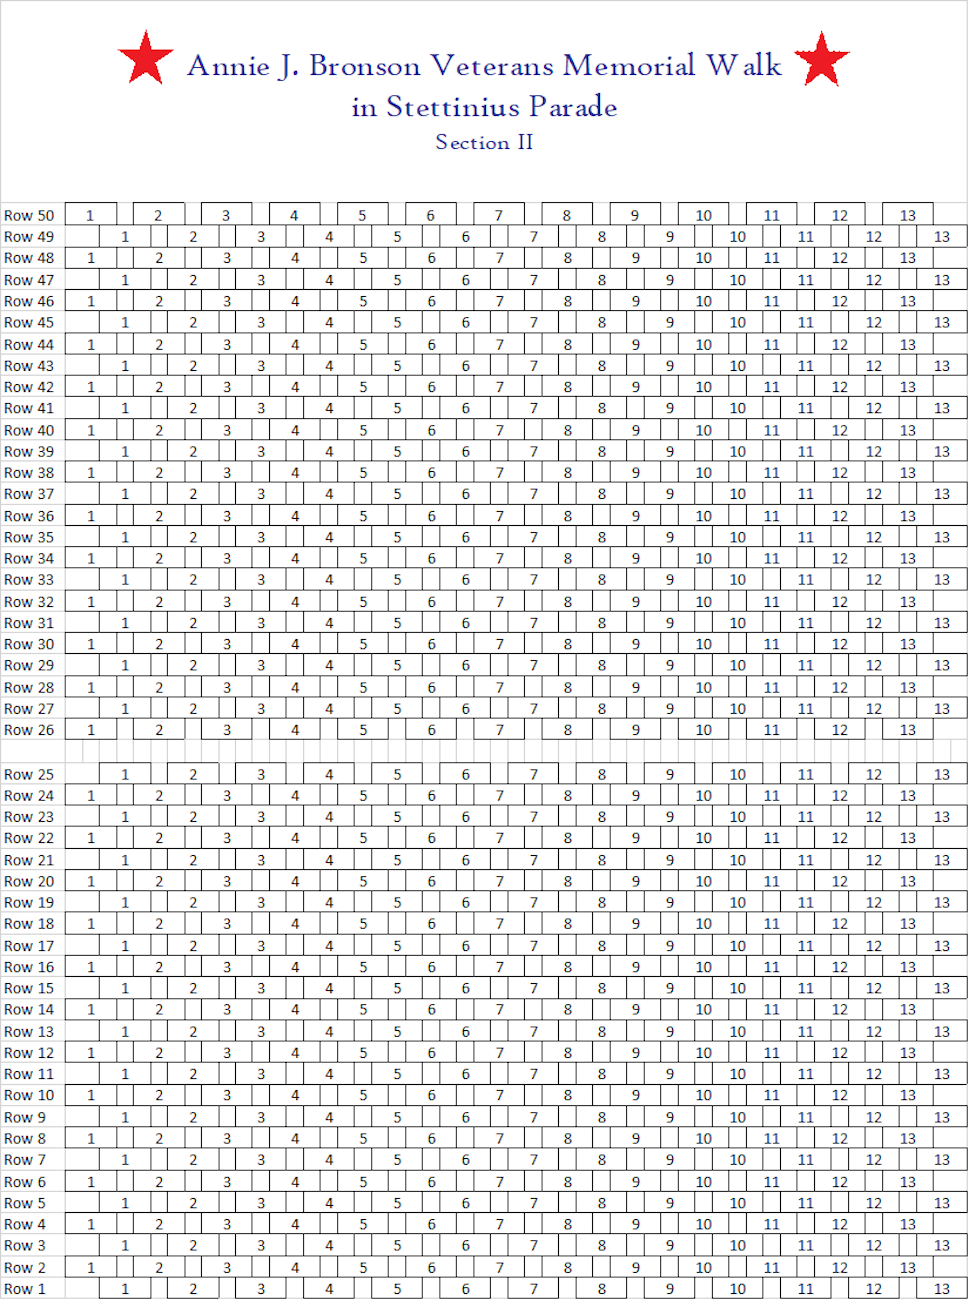 Annie J. Bronson Veterans Memorial Walk
in Stettinius Parade
Section II
Row 50 1 2 3 4 5 6 7 8 9 10 11 12 13
Row 49 1 2 3 4 5 6 7 8 9 10 11 12 13
Row 48 1 2 3 4 5 6 7 8 9 10 11 12 13
Row 47 1 2 3 4 5 6 7 8 9 10 11 12 13
Row 46 1 2 3 4 5 6 7 8 9 10 11 12 13
Row 45 1 2 3 4 5 6 7 8 9 10 11 12 13
Row 44 1 2 3 4 5 6 7 8 9 10 11 12 13
Row 43 1 2 3 4 5 6 7 8 9 10 11 12 13
Row 42 1 2 3 4 5 6 7 8 9 10 11 12 13
Row 41 1 2 3 4 5 6 7 8 9 10 11 12 13
Row 40 1 2 3 4 5 6 7 8 9 10 11 12 13
Row 39 1 2 3 4 5 6 7 8 9 10 11 12 13
Row 38 1 2 3 4 5 6 7 8 9 10 11 12 13
Row 37 1 2 3 4 5 6 7 8 9 10 11 12 13
Row 36 1 2 3 4 5 6 7 8 9 10 11 12 13
Row 35 1 2 3 4 5 6 7 8 9 10 11 12 13
Row 34 1 2 3 4 5 6 7 8 9 10 11 12 13
Row 33 1 2 3 4 5 6 7 8 9 10 11 12 13
Row 32 1 2 3 4 5 6 7 8 9 10 11 12 13
Row 31 1 2 3 4 5 6 7 8 9 10 11 12 13
Row 30 1 2 3 4 5 6 7 8 9 10 11 12 13
Row 29 1 2 3 4 5 6 7 8 9 10 11 12 13
Row 28 1 2 3 4 5 6 7 8 9 10 11 12 13
Row 27 1 2 3 4 5 6 7 8 9 10 11 12 13
Row 26 1 2 3 4 5 6 7 8 9 10 11 12 13
Row 25 1 2 3 4 5 6 7 8 9 10 11 12 13
Row 24 1 2 3 4 5 6 7 8 9 10 11 12 13
Row 23 1 2 3 4 5 6 7 8 9 10 11 12 13
Row 22 1 2 3 4 5 6 7 8 9 10 11 12 13
Row 21 1 2 3 4 5 6 7 8 9 10 11 12 13
Row 20 1 2 3 4 5 6 7 8 9 10 11 12 13
Row 19 1 2 3 4 5 6 7 8 9 10 11 12 13
Row 18 1 2 3 4 5 6 7 8 9 10 11 12 13
Row 17 1 2 3 4 5 6 7 8 9 10 11 12 13
Row 16 1 2 3 4 5 6 7 8 9 10 11 12 13
Row 15 1 2 3 4 5 6 7 8 9 10 11 12 13
Row 14 1 2 3 4 5 6 7 8 9 10 11 12 13
Row 13 1 2 3 4 5 6 7 8 9 10 11 12 13
Row 12 1 2 3 4 5 6 7 8 9 10 11 12 13
Row 11 1 2 3 4 5 6 7 8 9 10 11 12 13
Row 10 1 2 3 4 5 6 7 8 9 10 11 12 13
Row 9 1 2 3 4 5 6 7 8 9 10 11 12 13
Row 8 1 2 3 4 5 6 7 8 9 10 11 12 13
Row 7 1 2 3 4 5 6 7 8 9 10 11 12 13
Row 6 1 2 3 4 5 6 7 8 9 10 11 12 13
Row 5 1 2 3 4 5 6 7 8 9 10 11 12 13
Row 4 1 2 3 4 5 6 7 8 9 10 11 12 13
Row 3 1 2 3 4 5 6 7 8 9 10 11 12 13
Row 2 1 2 3 4 5 6 7 8 9 10 11 12 13
Row 1 1 2 3 4 5 6 7 8 9 10 11 12 13